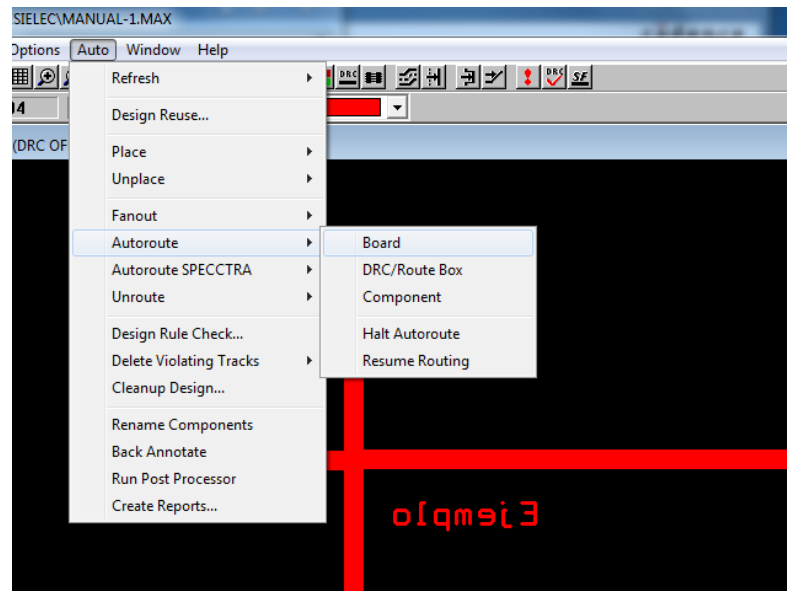 SIELEC\MANUAL-1.MAX
Options Auto Window Help
DRC DRC SF
04
(DRC OF
Refresh
Design Reuse...
Place
Unplace
Fanout
Autoroute
Autoroute SPECCTRA
Unroute
Design Rule Check...
Delete Violating Tracks
Cleanup Design...
Rename Components
Back Annotate
Run Post Processor
Create Reports...
Board
DRC/Route Box
Component
Halt Autoroute
Resume Routing
Ejemplo